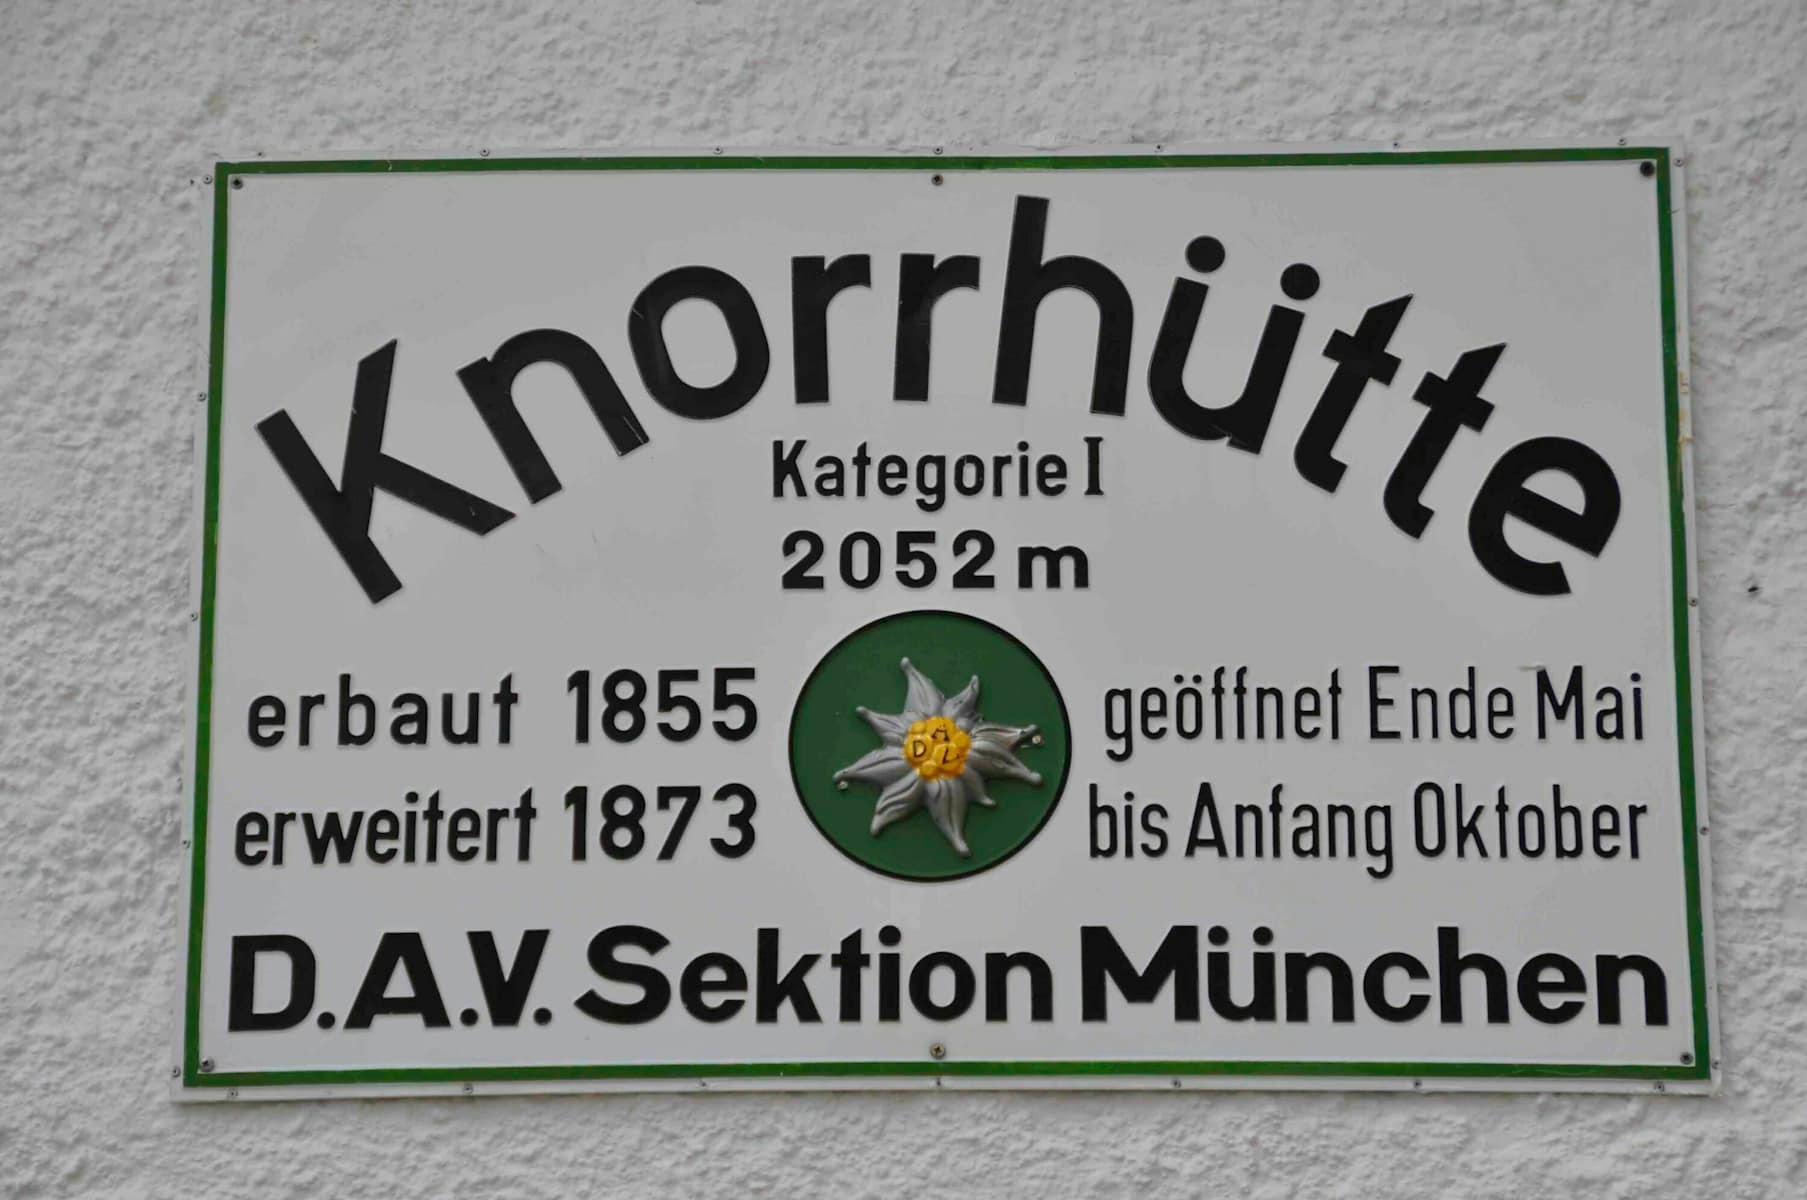 Knorrhütte
Kategorie I
2052 m
erbaut 1855
erweitert 1873
D A V
geöffnet Ende Mai
bis Anfang Oktober
D.A.V. Sektion München